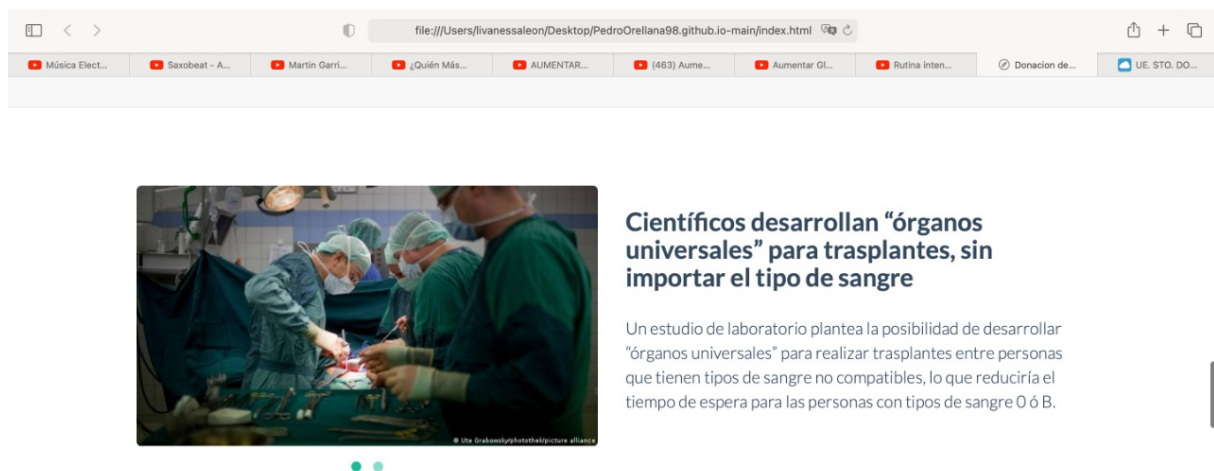 file:///Users/livanessaleon/Desktop/PedroOrellana98.github.io-main/index.html
Música Elect...
Saxobeat - A...
Martin Garri...
¿Quién Más...
AUMENTAR...
(463) Aume...
Aumentar Gl...
Rutina inten...
Donacion de...
UE. STO. DO...
Científicos desarrollan “órganos
universales” para trasplantes, sin
importar el tipo de sangre
Un estudio de laboratorio plantea la posibilidad de desarrollar
“órganos universales” para realizar trasplantes entre personas
que tienen tipos de sangre no compatibles, lo que reduciría el
tiempo de espera para las personas con tipos de sangre O ó B.
© Ute Grabowsky/photothek/picture alliance